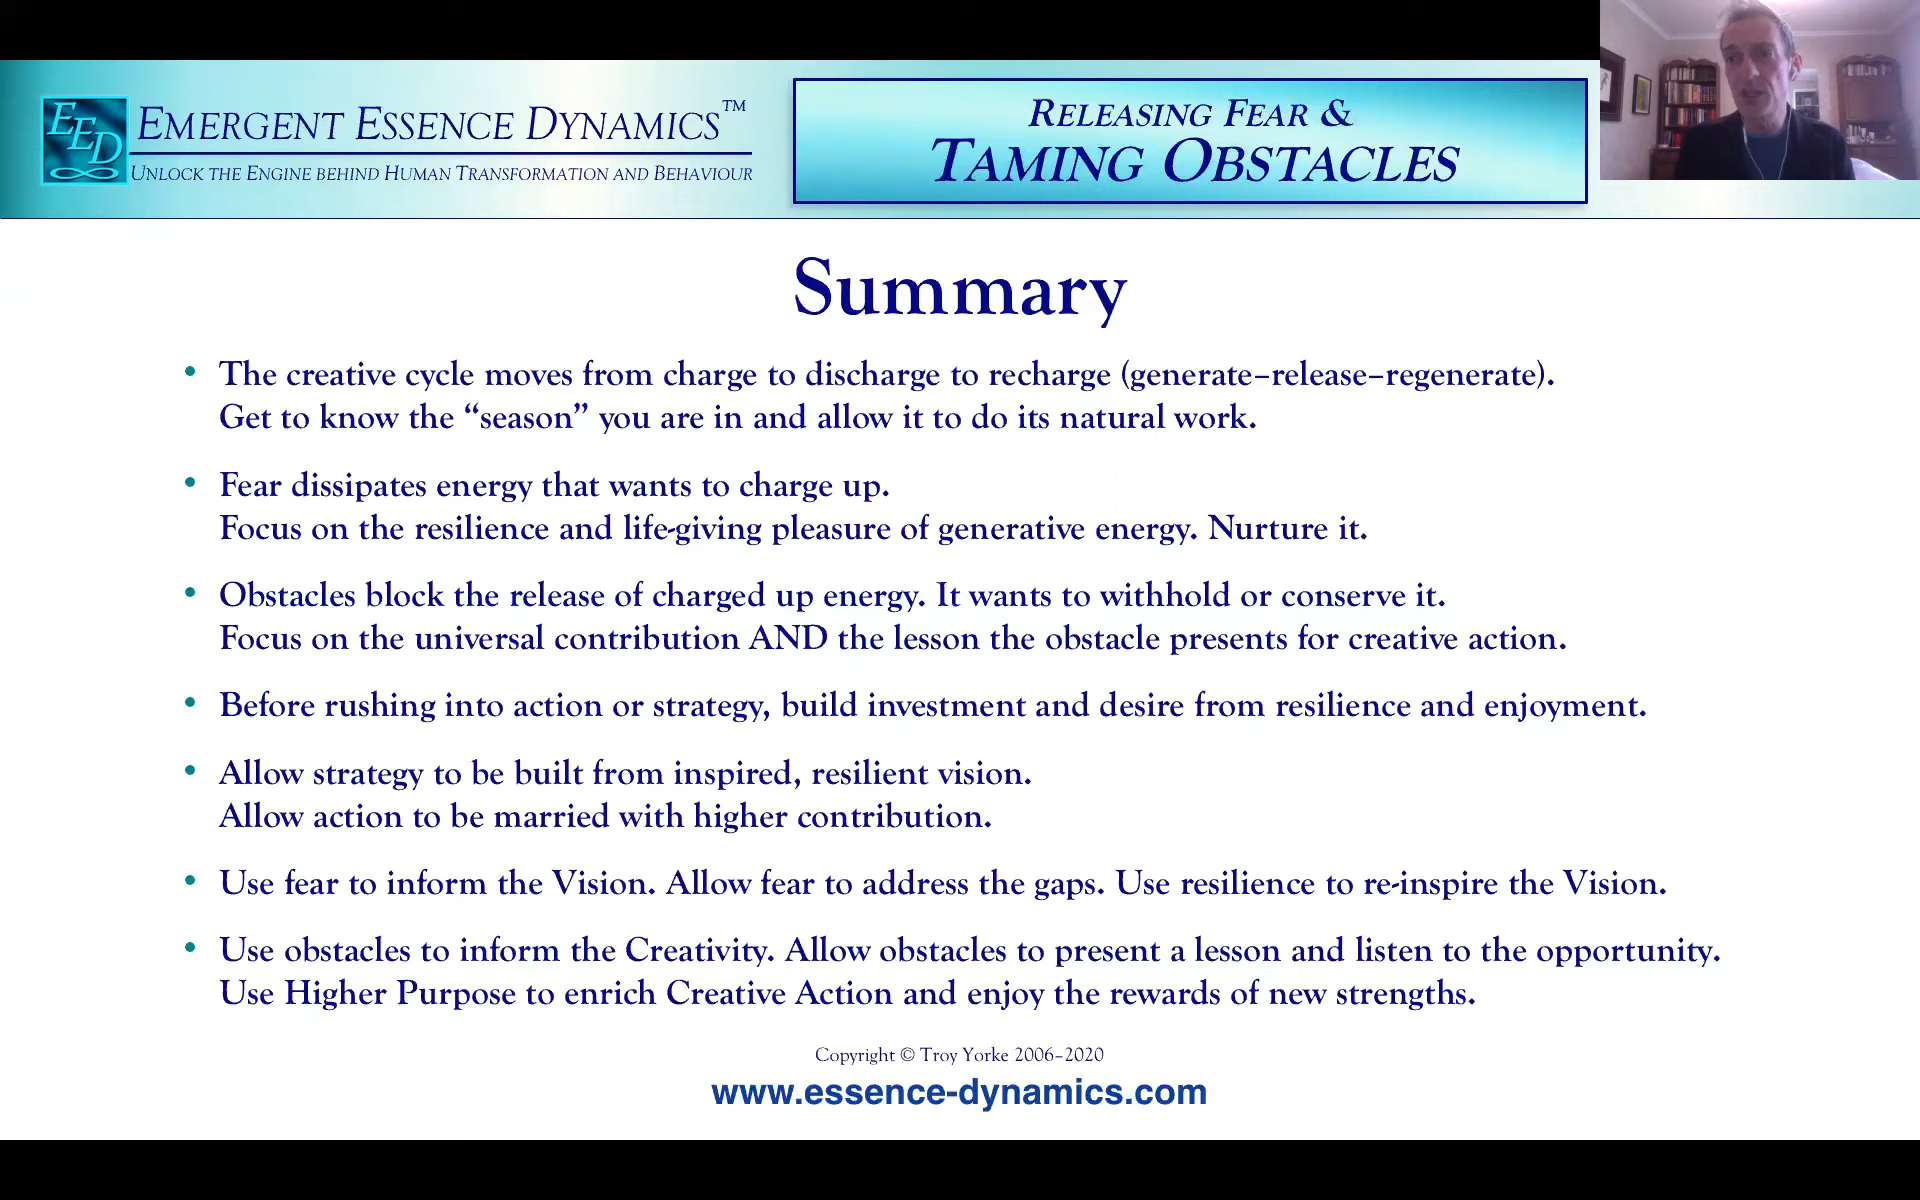 EED
EMERGENT ESSENCE DYNAMICS™
UNLOCK THE ENGINE BEHIND HUMAN TRANSFORMATION AND BEHAVIOUR
RELEASING FEAR &
TAMING OBSTACLES
Summary
• The creative cycle moves from charge to discharge to recharge (generate–release–regenerate).
Get to know the “season” you are in and allow it to do its natural work.
• Fear dissipates energy that wants to charge up.
Focus on the resilience and life-giving pleasure of generative energy. Nurture it.
• Obstacles block the release of charged up energy. It wants to withhold or conserve it.
Focus on the universal contribution AND the lesson the obstacle presents for creative action.
• Before rushing into action or strategy, build investment and desire from resilience and enjoyment.
• Allow strategy to be built from inspired, resilient vision.
Allow action to be married with higher contribution.
• Use fear to inform the Vision. Allow fear to address the gaps. Use resilience to re-inspire the Vision.
• Use obstacles to inform the Creativity. Allow obstacles to present a lesson and listen to the opportunity.
Use Higher Purpose to enrich Creative Action and enjoy the rewards of new strengths.
Copyright © Troy Yorke 2006–2020
www.essence-dynamics.com